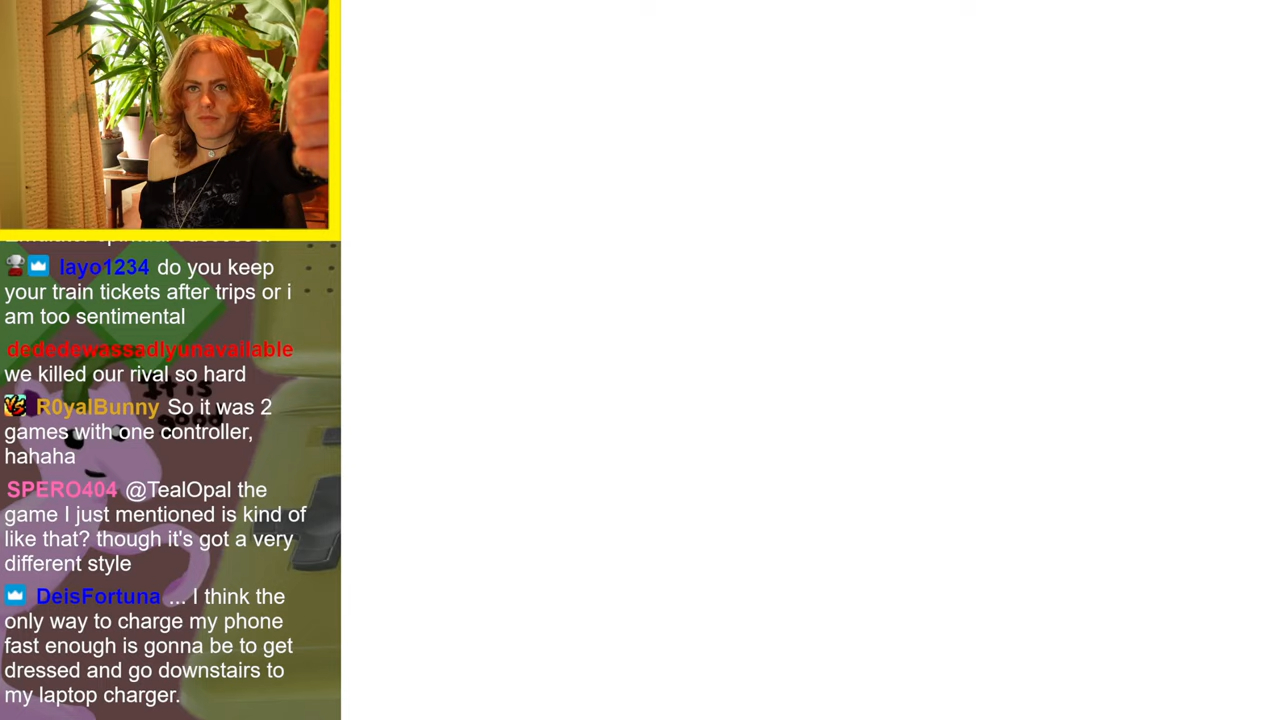 layo1234 do you keep
your train tickets after trips or i
am too sentimental
dededewassadlyunavailable
we killed our rival so hard
It is
good
R0yalBunny So it was 2
games with one controller,
hahaha
SPERO404 @TealOpal the
game I just mentioned is kind of
like that? though it's got a very
different style
DeisFortuna ... I think the
only way to charge my phone
fast enough is gonna be to get
dressed and go downstairs to
my laptop charger.